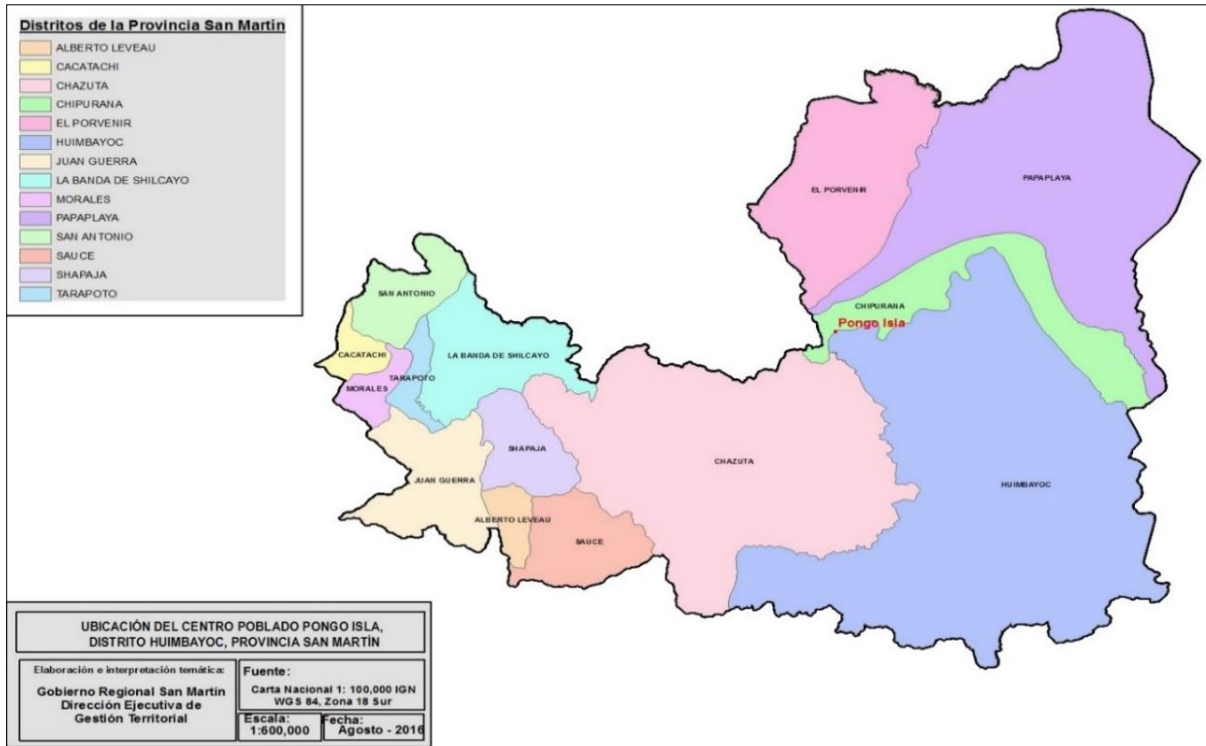 Distritos de la Provincia San Martín
ALBERTO LEVEAU
CACATACHI
CHAZUTA
CHIPURANA
EL PORVENIR
HUIMBAYOC
JUAN GUERRA
LA BANDA DE SHILCAYO
MORALES
PAPAPLAYA
SAN ANTONIO
SAUCE
SHAPAJA
TARAPOTO
PAPAPLAYA
EL PORVENIR
SAN ANTONIO
CHIPURANA
Pongo Isla
CACATACHI
LA BANDA DE SHILCAYO
TARAPOTO
MORALES
SHAPAJA
CHAZUTA
JUAN GUERRA
HUIMBAYOC
ALBERTO LEVEAU
SAUCE
UBICACIÓN DEL CENTRO POBLADO PONGO ISLA,
DISTRITO HUIMBAYOC, PROVINCIA SAN MARTÍN
Elaboración e interpretación temática:
Gobierno Regional San Martín
Dirección Ejecutiva de
Gestión Territorial
Fuente:
Carta Nacional 1: 100,000 IGN
WGS 84, Zona 18 Sur
Escala:
1:600,000
Fecha:
Agosto - 2016